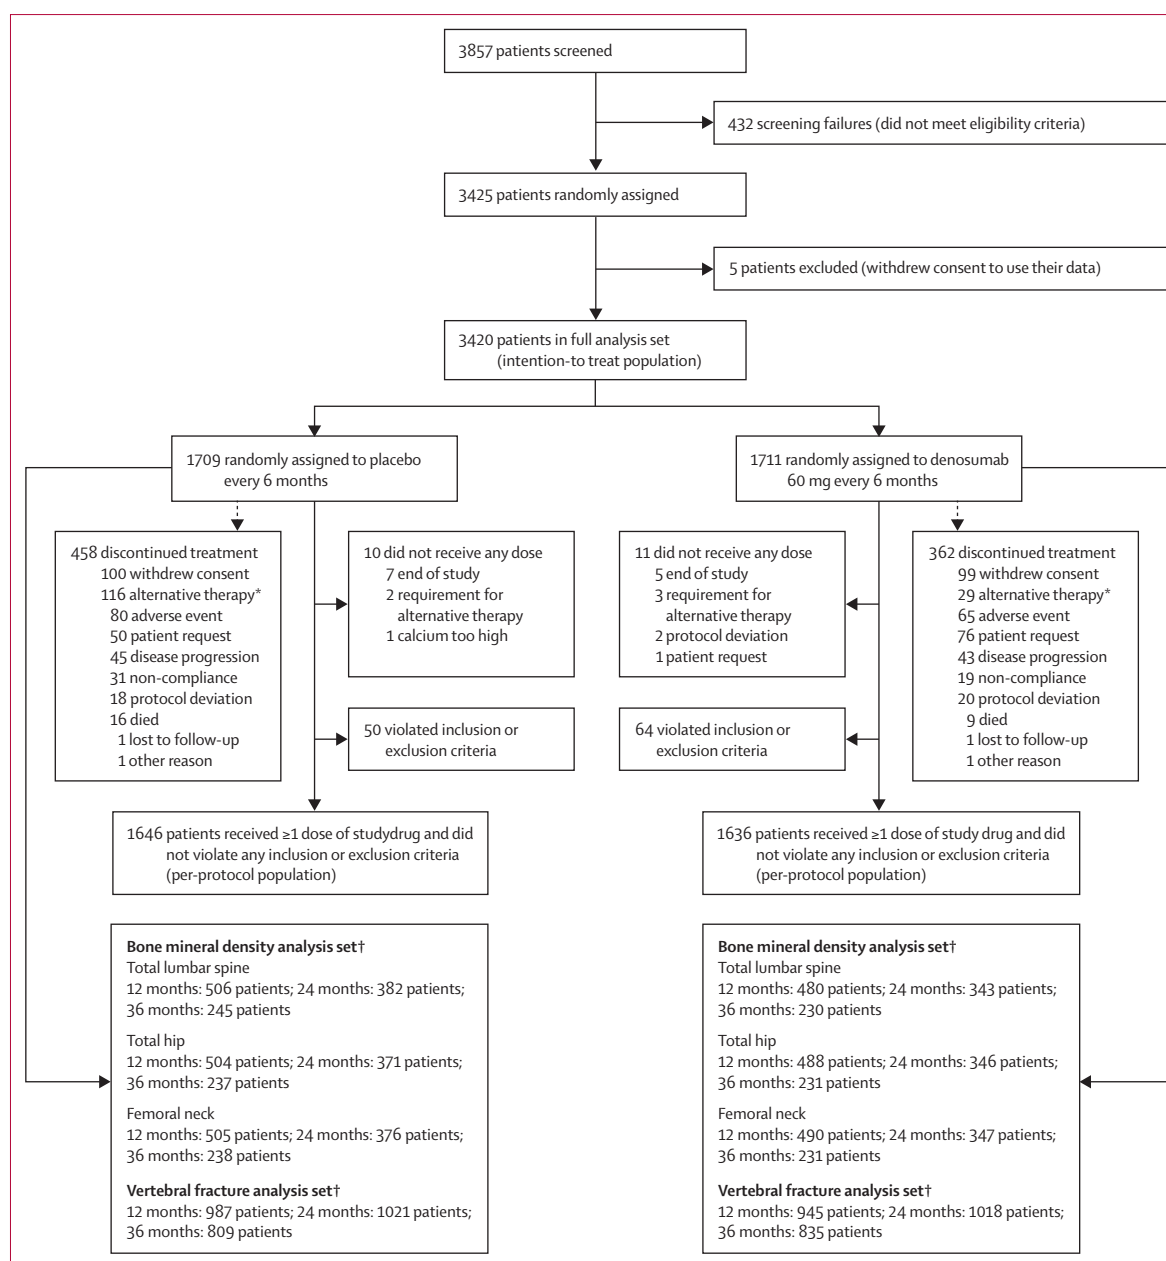 3857 patients screened
432 screening failures (did not meet eligibility criteria)
3425 patients randomly assigned
5 patients excluded (withdrew consent to use their data)
3420 patients in full analysis set
(intention-to treat population)
1709 randomly assigned to placebo
every 6 months
1711 randomly assigned to denosumab
60 mg every 6 months
458 discontinued treatment
100 withdrew consent
116 alternative therapy*
80 adverse event
50 patient request
45 disease progression
31 non-compliance
18 protocol deviation
16 died
1 lost to follow-up
1 other reason
10 did not receive any dose
7 end of study
2 requirement for
alternative therapy
1 calcium too high
11 did not receive any dose
5 end of study
3 requirement for
alternative therapy
2 protocol deviation
1 patient request
362 discontinued treatment
99 withdrew consent
29 alternative therapy*
65 adverse event
76 patient request
43 disease progression
19 non-compliance
20 protocol deviation
9 died
1 lost to follow-up
1 other reason
50 violated inclusion or
exclusion criteria
64 violated inclusion or
exclusion criteria
1646 patients received ≥1 dose of studydrug and did
not violate any inclusion or exclusion criteria
(per-protocol population)
1636 patients received ≥1 dose of study drug and did
not violate any inclusion or exclusion criteria
(per-protocol population)
Bone mineral density analysis set†
Total lumbar spine
12 months: 506 patients; 24 months: 382 patients;
36 months: 245 patients
Total hip
12 months: 504 patients; 24 months: 371 patients;
36 months: 237 patients
Femoral neck
12 months: 505 patients; 24 months: 376 patients;
36 months: 238 patients
Vertebral fracture analysis set†
12 months: 987 patients; 24 months: 1021 patients;
36 months: 809 patients
Bone mineral density analysis set†
Total lumbar spine
12 months: 480 patients; 24 months: 343 patients;
36 months: 230 patients
Total hip
12 months: 488 patients; 24 months: 346 patients;
36 months: 231 patients
Femoral neck
12 months: 490 patients; 24 months: 347 patients;
36 months: 231 patients
Vertebral fracture analysis set†
12 months: 945 patients; 24 months: 1018 patients;
36 months: 835 patients